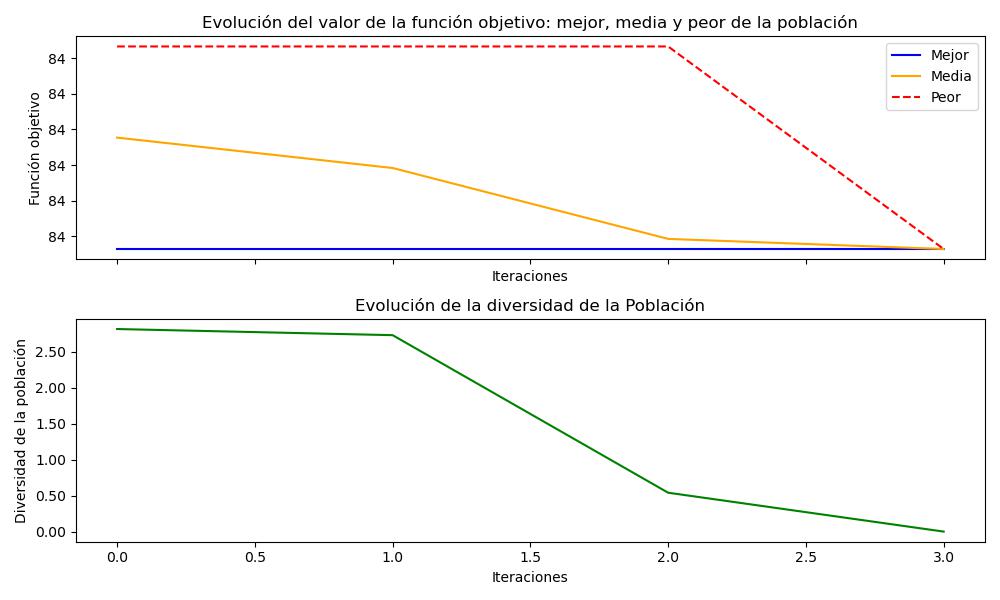 Evolución del valor de la función objetivo: mejor, media y peor de la población
Función objetivo
84
84
84
84
84
84
Mejor
Media
Peor
Iteraciones
Evolución de la diversidad de la Población
Diversidad de la población
2.50
2.00
1.50
1.00
0.50
0.00
0.0 0.5 1.0 1.5 2.0 2.5 3.0
Iteraciones